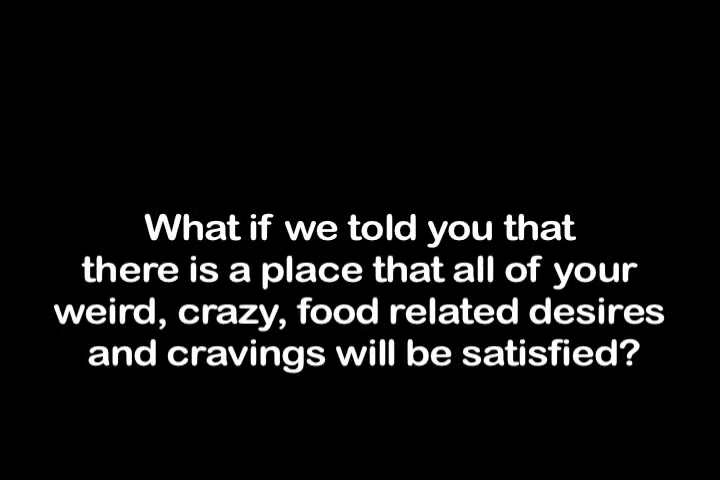 What if we told you that
there is a place that all of your
weird, crazy, food related desires
and cravings will be satisfied?